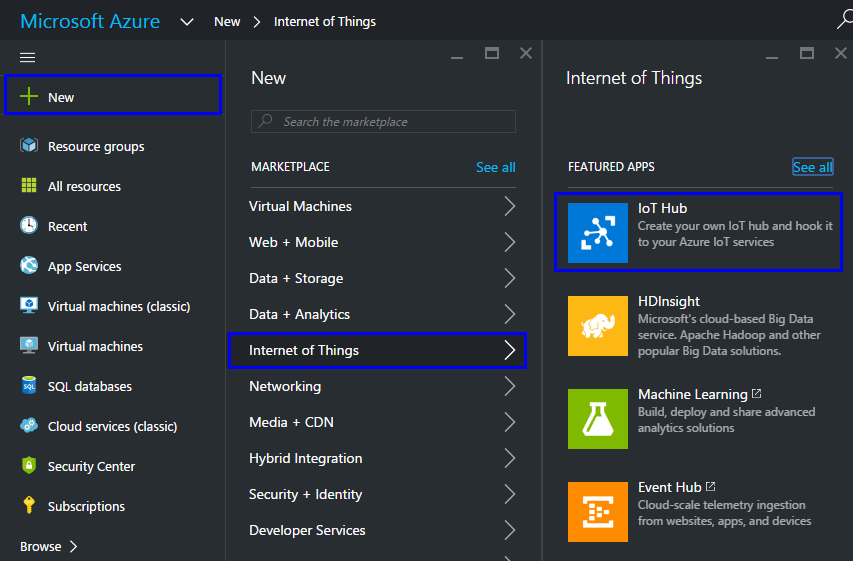 Microsoft Azure New > Internet of Things
New
Resource groups
All resources
Recent
App Services
Virtual machines (classic)
Virtual machines
SQL databases
Cloud services (classic)
Security Center
Subscriptions
Browse >
New
Search the marketplace
MARKETPLACE See all
Virtual Machines
Web + Mobile
Data + Storage
Data + Analytics
Internet of Things
Networking
Media + CDN
Hybrid Integration
Security + Identity
Developer Services
Internet of Things
FEATURED APPS See all
IoT Hub
Create your own IoT hub and hook it
to your Azure IoT services
HDInsight
Microsoft's cloud-based Big Data
service. Apache Hadoop and other
popular Big Data solutions.
Machine Learning
Build, deploy and share advanced
analytics solutions
Event Hub
Cloud-scale telemetry ingestion
from websites, apps, and devices